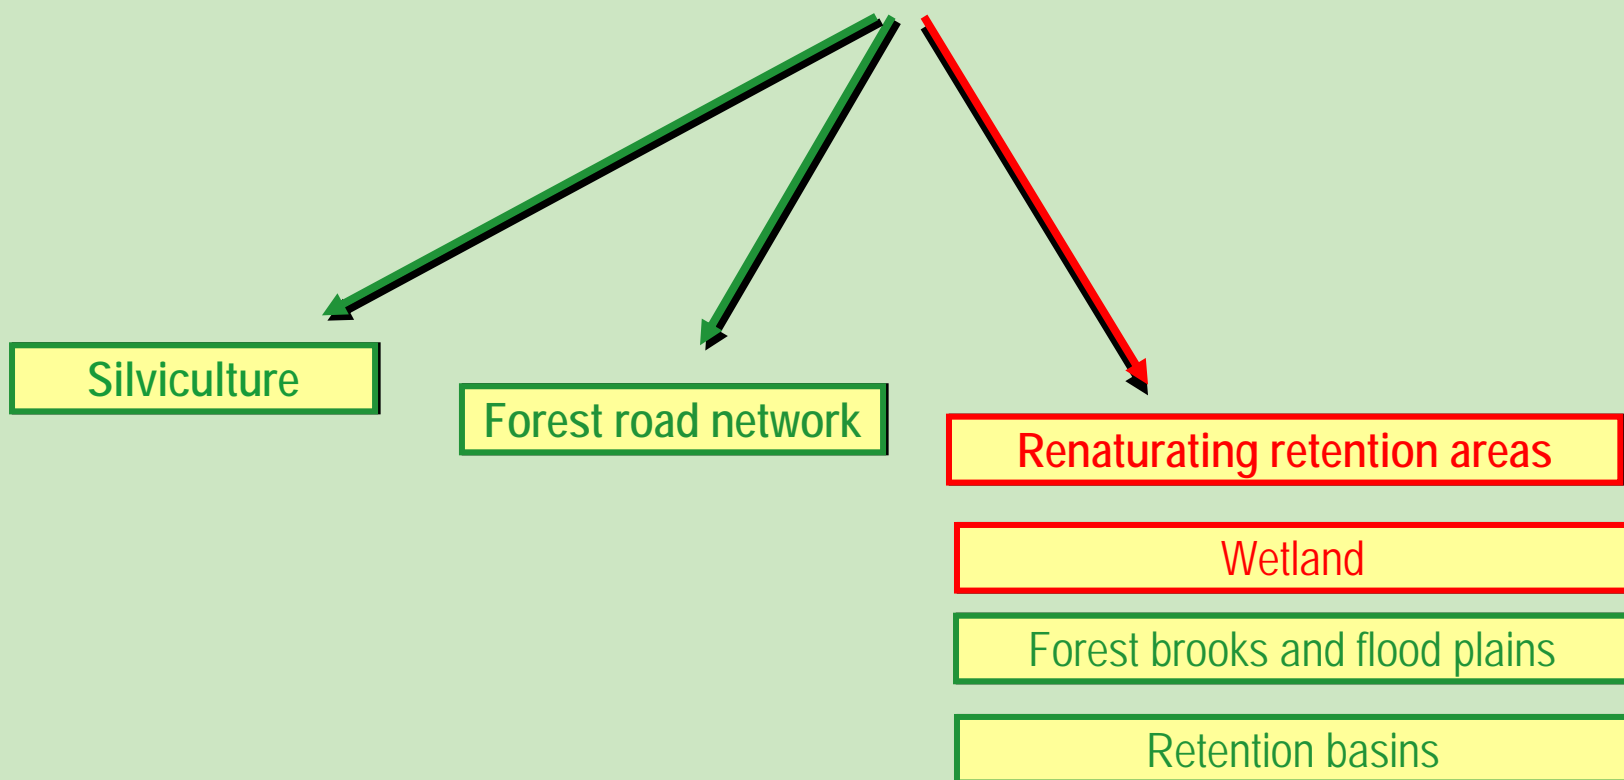 Silviculture
Forest road network
Renaturating retention areas
Wetland
Forest brooks and flood plains
Retention basins